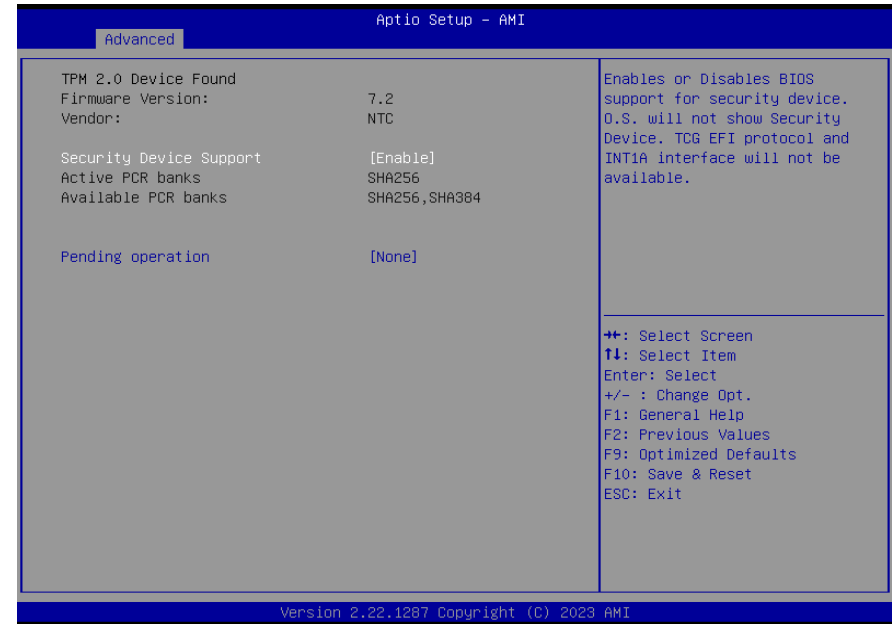 Aptio Setup – AMI
Advanced
TPM 2.0 Device Found
Firmware Version: 7.2
Vendor: NTC
Security Device Support [Enable]
Active PCR banks SHA256
Available PCR banks SHA256,SHA384
Pending operation [None]
Enables or Disables BIOS
support for security device.
O.S. will not show Security
Device. TCG EFI protocol and
INT1A interface will not be
available.
→←: Select Screen
↑↓: Select Item
Enter: Select
+/- : Change Opt.
F1: General Help
F2: Previous Values
F9: Optimized Defaults
F10: Save & Reset
ESC: Exit
Version 2.22.1287 Copyright (C) 2023 AMI